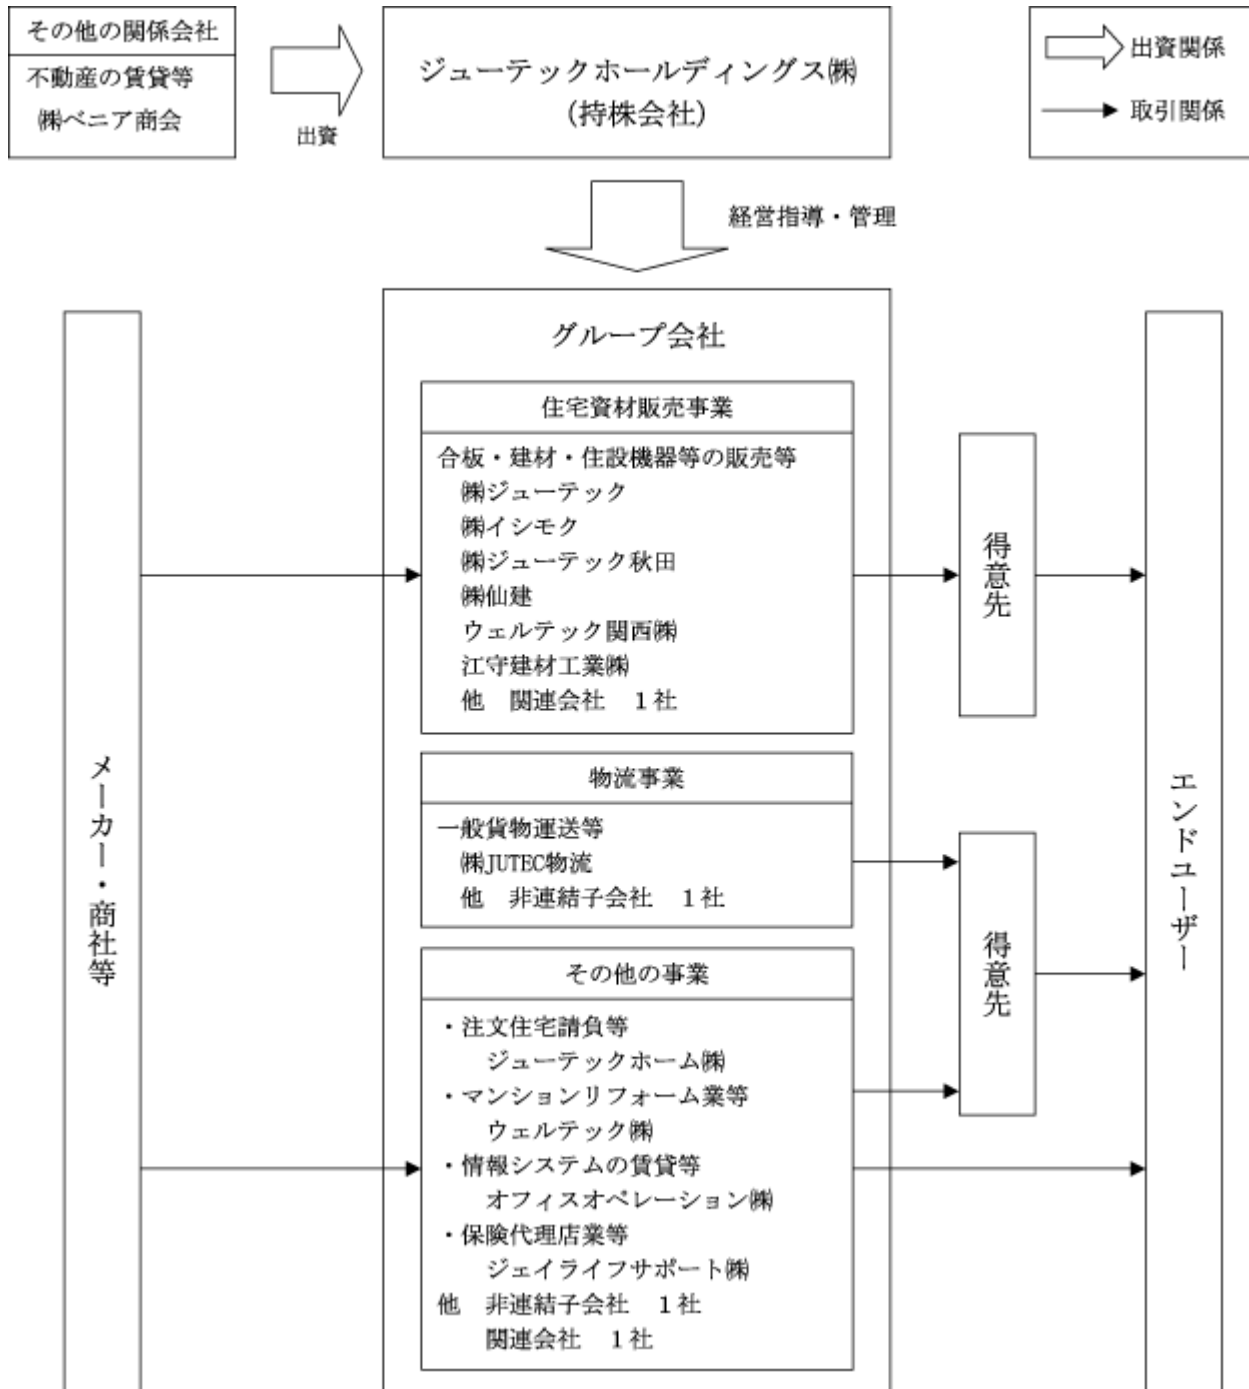 その他の関係会社
不動産の賃貸等
㈱ベニア商会
出資
ジューテックホールディングス㈱
(持株会社)
出資関係
取引関係
経営指導・管理
グループ会社
住宅資材販売事業
合板・建材・住設機器等の販売等
㈱ジューテック
㈱イシモク
㈱ジューテック秋田
㈱仙建
ウェルテック関西㈱
江守建材工業㈱
他　関連会社　１社
物流事業
一般貨物運送等
㈱JUTEC物流
他　非連結子会社　１社
その他の事業
・注文住宅請負等
ジューテックホーム㈱
・マンションリフォーム業等
ウェルテック㈱
・情報システムの賃貸等
オフィスオペレーション㈱
・保険代理店業等
ジェイライフサポート㈱
他　非連結子会社　１社
関連会社　１社
メーカー・商社等
得意先
得意先
エンドユーザー